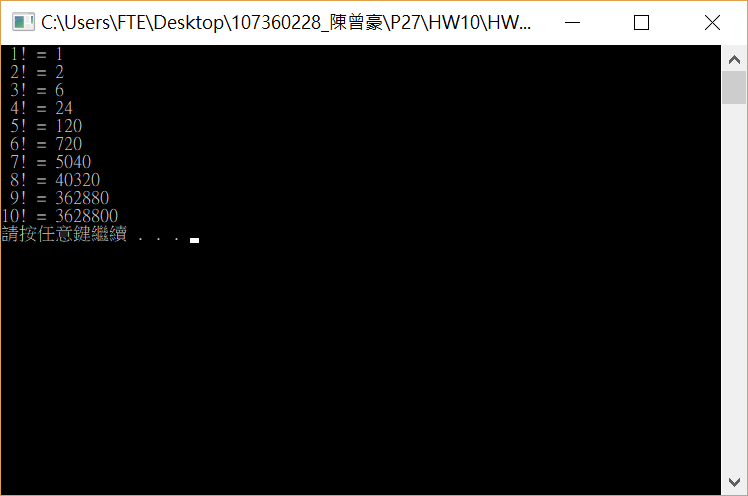 C:\Users\FTE\Desktop\107360228_陳曾豪\P27\HW10\HW...
 1! = 1
 2! = 2
 3! = 6
 4! = 24
 5! = 120
 6! = 720
 7! = 5040
 8! = 40320
 9! = 362880
10! = 3628800
請按任意鍵繼續 . . .